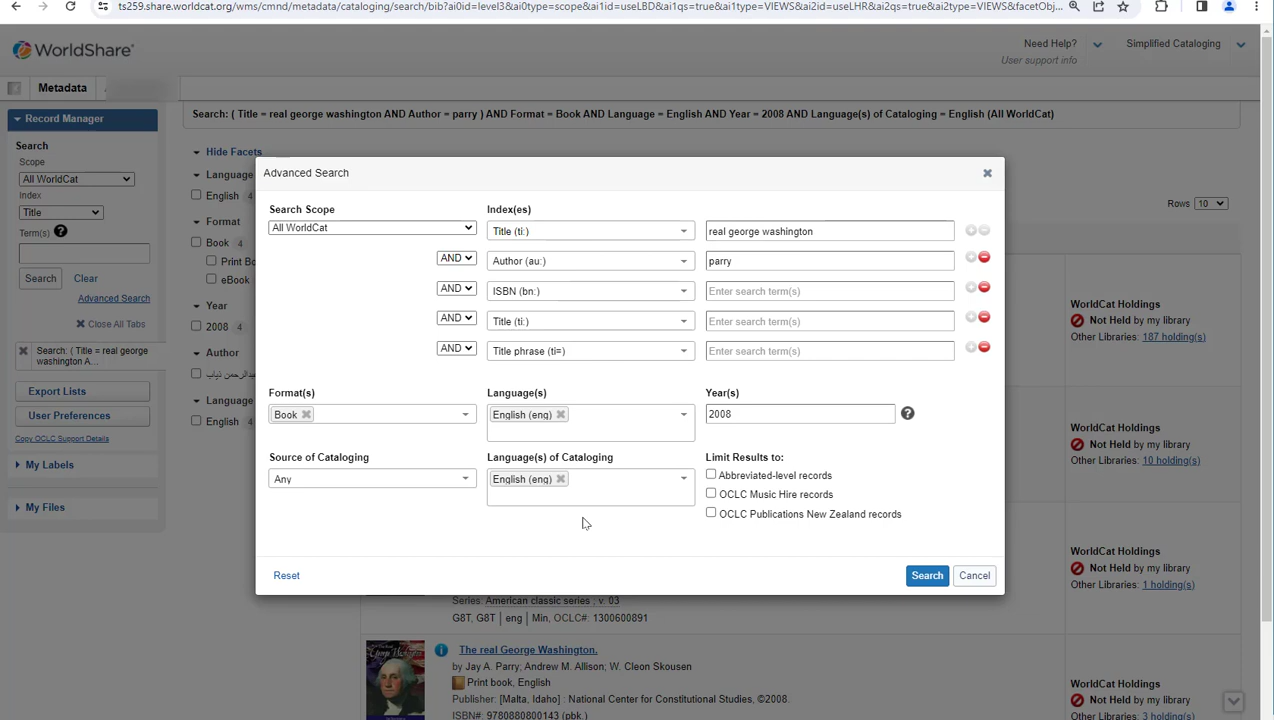 ts259.share.worldcat.org/wms/cmnd/metadata/cataloging/search/bib?ai0id=level3&ai0type=scope&ai1id=useLBD&ai1qs=true&ai1type=VIEWS&ai2id=useLHR&ai2qs=true&ai2type=VIEWS&facetObj...
WorldShare®
Need Help?
Simplified Cataloging
User support info
Metadata
Search: ( Title = real george washington AND Author = parry ) AND Format = Book AND Language = English AND Year = 2008 AND Language(s) of Cataloging = English (All WorldCat)
Record Manager
Search
Scope
All WorldCat
Index
Title
Term(s)
Search Clear
Advanced Search
Close All Tabs
Search: ( Title = real george
washington A...
Export Lists
User Preferences
Copy OCLC Support Details
My Labels
My Files
Hide Facets
Language
English 4
Format
Book 4
Print Bo
eBook
Year
2008 4
Author
عبدالرحمن نياب
Language
English 4
Rows 10
Advanced Search
Search Scope Index(es)
All WorldCat Title (ti:) real george washington
AND Author (au:) parry
AND ISBN (bn:) Enter search term(s)
AND Title (ti:) Enter search term(s)
AND Title phrase (ti=) Enter search term(s)
Format(s) Language(s) Year(s)
Book English (eng) 2008
Source of Cataloging Language(s) of Cataloging Limit Results to:
Any English (eng) Abbreviated-level records
OCLC Music Hire records
OCLC Publications New Zealand records
Reset Search Cancel
WorldCat Holdings
Not Held by my library
Other Libraries: 187 holding(s)
WorldCat Holdings
Not Held by my library
Other Libraries: 10 holding(s)
WorldCat Holdings
Not Held by my library
Other Libraries: 1 holding(s)
Series: American classic series ; v. 03
G8T, G8T | eng | Min, OCLC#: 1300600891
The real George Washington.
by Jay A. Parry; Andrew M. Allison; W. Cleon Skousen
Print book, English
Publisher: [Malta, Idaho] : National Center for Constitutional Studies, ©2008.
ISBN#: 9780880800143 (pbk.)
WorldCat Holdings
Not Held by my library
Other Libraries: 3 holding(s)